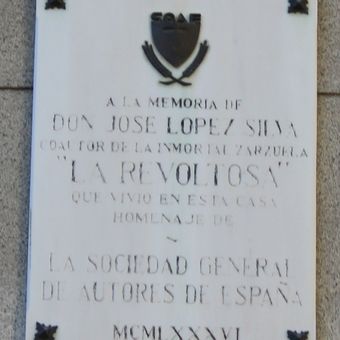 SGAE
A LA MEMORIA DE
DON JOSE LOPEZ SILVA
COAUTOR DE LA INMORTAL ZARZUELA
"LA REVOLTOSA"
QUE VIVIO EN ESTA CASA
HOMENAJE DE
~
LA SOCIEDAD GENERAL
DE AUTORES DE ESPAÑA
MCMLXXXVI